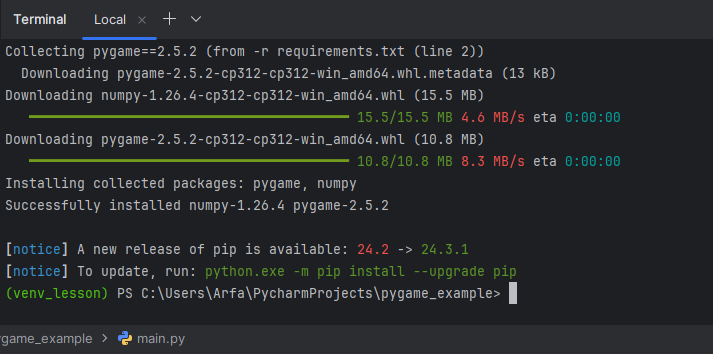 Terminal Local × + ∨
Collecting pygame==2.5.2 (from -r requirements.txt (line 2))
  Downloading pygame-2.5.2-cp312-cp312-win_amd64.whl.metadata (13 kB)
Downloading numpy-1.26.4-cp312-cp312-win_amd64.whl (15.5 MB)
15.5/15.5 MB 4.6 MB/s eta 0:00:00
Downloading pygame-2.5.2-cp312-cp312-win_amd64.whl (10.8 MB)
10.8/10.8 MB 8.3 MB/s eta 0:00:00
Installing collected packages: pygame, numpy
Successfully installed numpy-1.26.4 pygame-2.5.2
[notice] A new release of pip is available: 24.2 -> 24.3.1
[notice] To update, run: python.exe -m pip install --upgrade pip
(venv_lesson) PS C:\Users\Arfa\PycharmProjects\pygame_example>
game_example > main.py